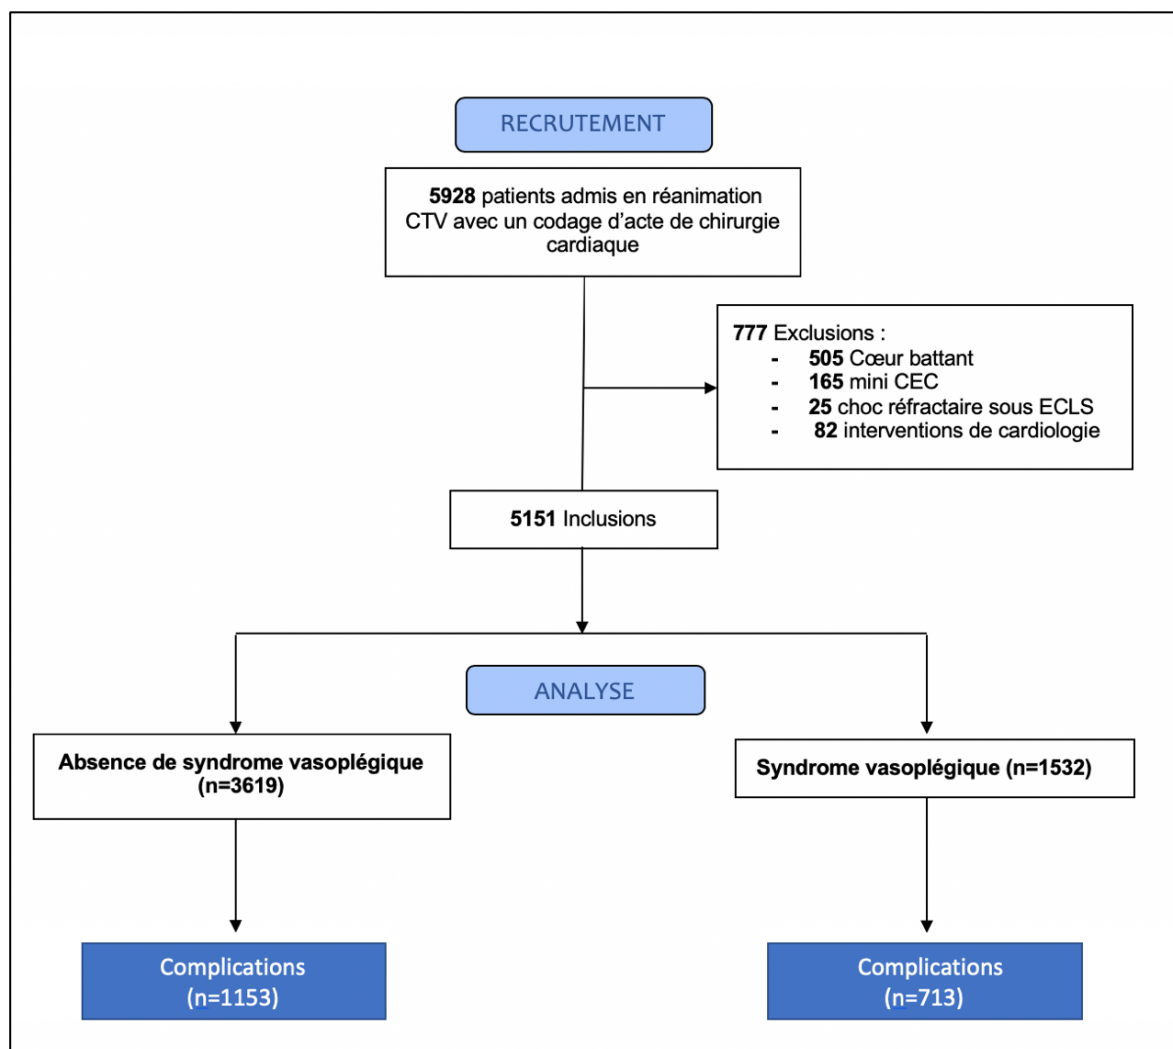 RECRUTEMENT
5928 patients admis en réanimation
CTV avec un codage d'acte de chirurgie
cardiaque
777 Exclusions :
- 505 Cœur battant
- 165 mini CEC
- 25 choc réfractaire sous ECLS
- 82 interventions de cardiologie
5151 Inclusions
ANALYSE
Absence de syndrome vasoplégique
(n=3619)
Syndrome vasoplégique (n=1532)
Complications
(n=1153)
Complications
(n=713)